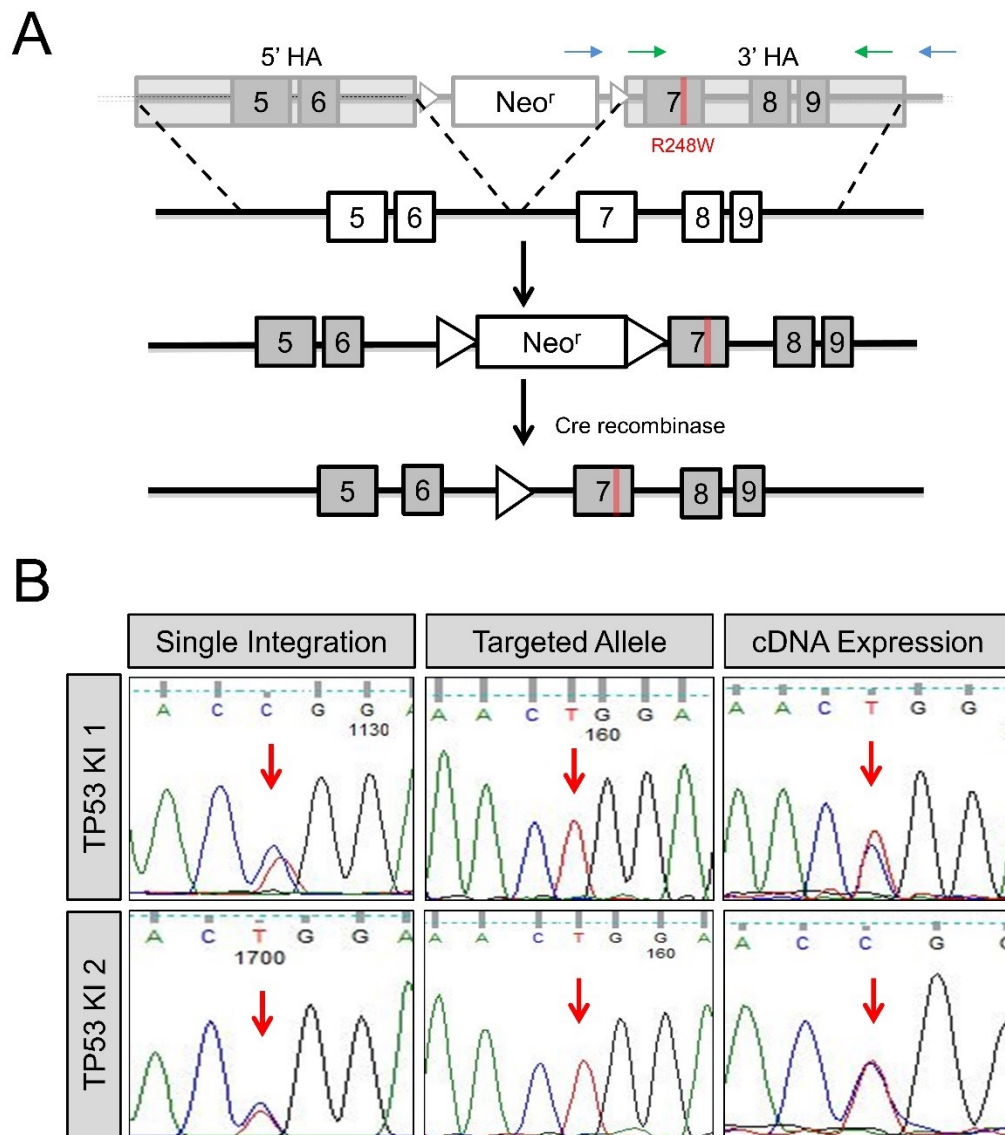 A
5’ HA
3’ HA
5 6 Neoʳ 7 8 9
R248W
5 6 7 8 9
5 6 Neoʳ 7 8 9
Cre recombinase
5 6 7 8 9
B
Single Integration Targeted Allele cDNA Expression
TP53 KI 1
A C C G G
1130
A A C T G G A
160
A A C T G G
TP53 KI 2
A C T G G A
1700
A A C T G G A
160
A C C G